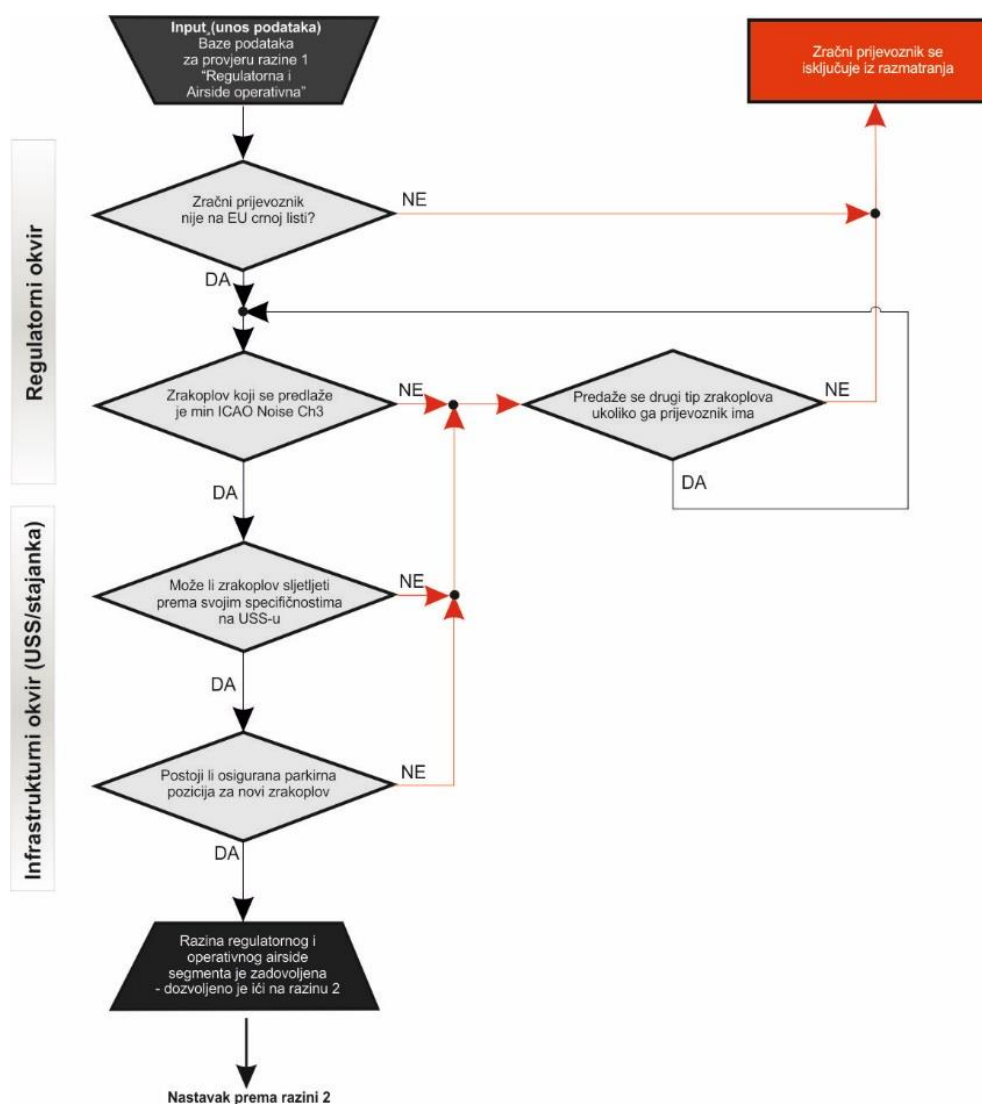 Input (unos podataka)
Baze podataka
za provjeru razine 1
“Regulatorna i
Airside operativna”
Zračni prijevoznik se
isključuje iz razmatranja
Regulatorni okvir
Zračni prijevoznik
nije na EU crnoj listi?
NE
DA
Zrakoplov koji se predlaže
je min ICAO Noise Ch3
NE
Predaže se drugi tip zrakoplova
ukoliko ga prijevoznik ima
NE
DA
DA
Infrastrukturni okvir (USS/stajanka)
Može li zrakoplov sljetljeti
prema svojim specifičnostima
na USS-u
NE
DA
Postoji li osigurana parkirna
pozicija za novi zrakoplov
NE
DA
Razina regulatornog i
operativnog airside
segmenta je zadovoljena
- dozvoljeno je ići na razinu 2
Nastavak prema razini 2